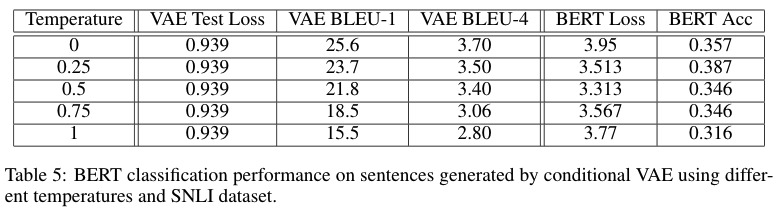 Temperature VAE Test Loss VAE BLEU-1 VAE BLEU-4 BERT Loss BERT Acc
0 0.939 25.6 3.70 3.95 0.357
0.25 0.939 23.7 3.50 3.513 0.387
0.5 0.939 21.8 3.40 3.313 0.346
0.75 0.939 18.5 3.06 3.567 0.346
1 0.939 15.5 2.80 3.77 0.316
Table 5: BERT classification performance on sentences generated by conditional VAE using differ-
ent temperatures and SNLI dataset.